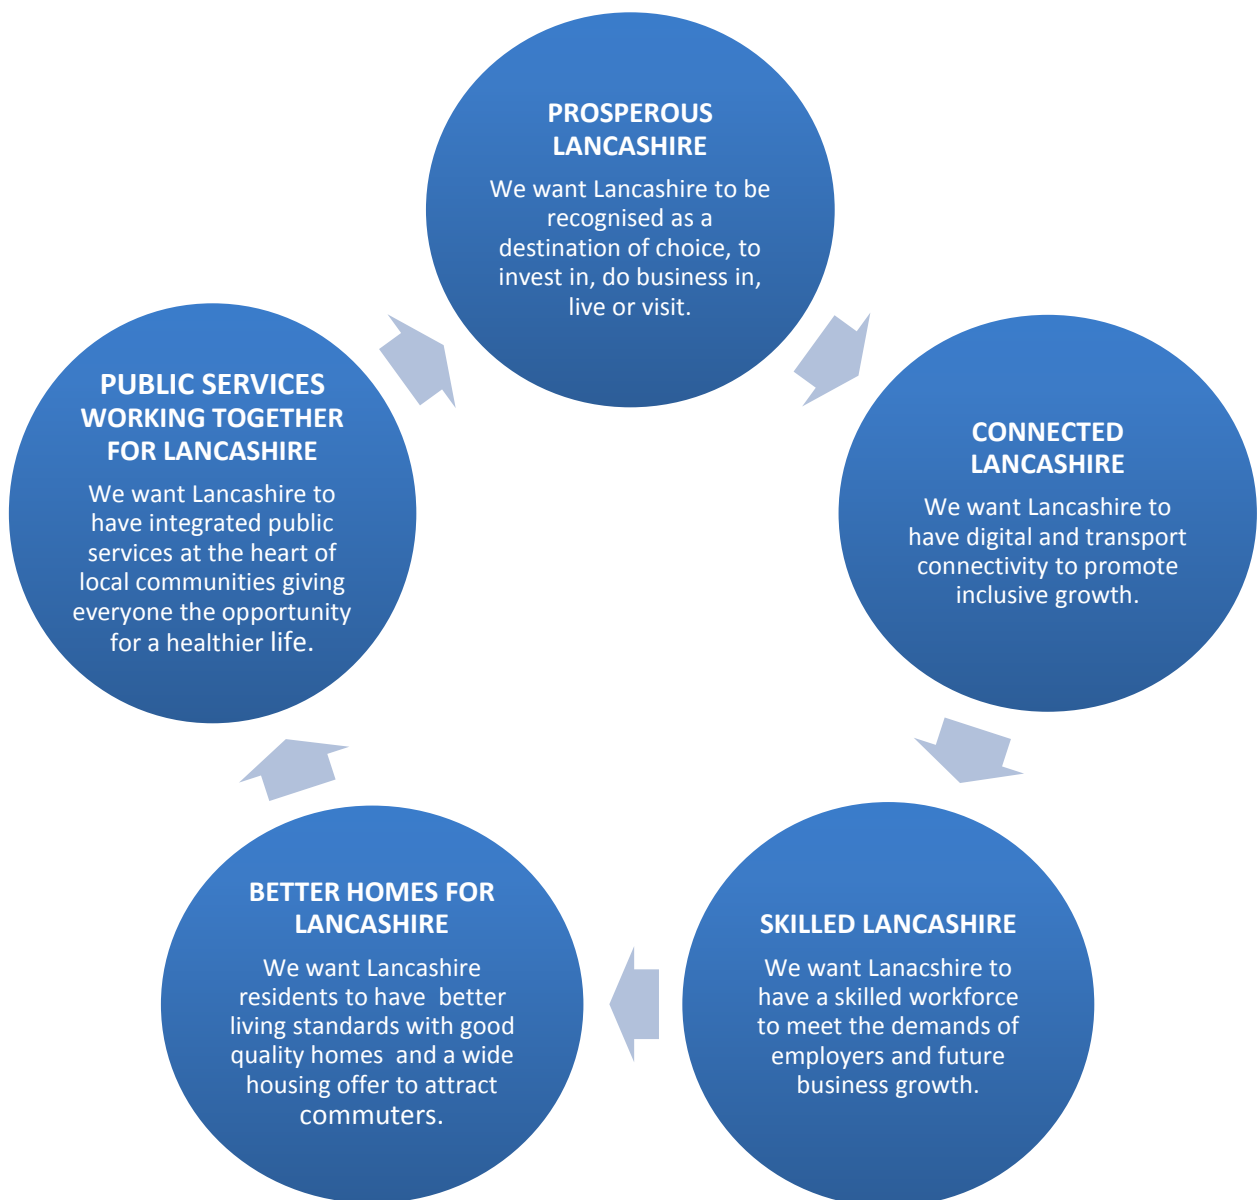 PROSPEROUS
LANCASHIRE
We want Lancashire to be
recognised as a
destination of choice, to
invest in, do business in,
live or visit.
CONNECTED
LANCASHIRE
We want Lancashire to
have digital and transport
connectivity to promote
inclusive growth.
SKILLED LANCASHIRE
We want Lanacshire to
have a skilled workforce
to meet the demands of
employers and future
business growth.
BETTER HOMES FOR
LANCASHIRE
We want Lancashire
residents to have  better
living standards with good
quality homes  and a wide
housing offer to attract
commuters.
PUBLIC SERVICES
WORKING TOGETHER
FOR LANCASHIRE
We want Lancashire to
have integrated public
services at the heart of
local communities giving
everyone the opportunity
for a healthier life.